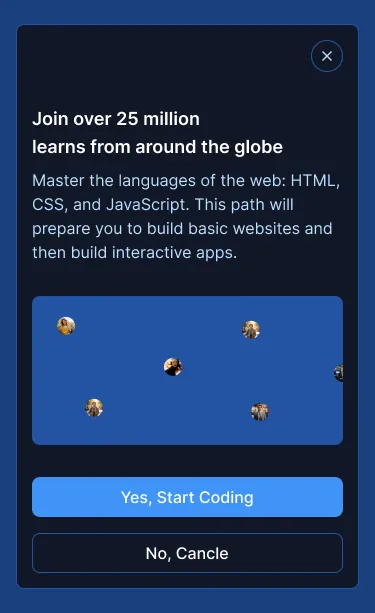 Join over 25 million
learns from around the globe
Master the languages of the web: HTML,
CSS, and JavaScript. This path will
prepare you to build basic websites and
then build interactive apps.
Yes, Start Coding
No, Cancle